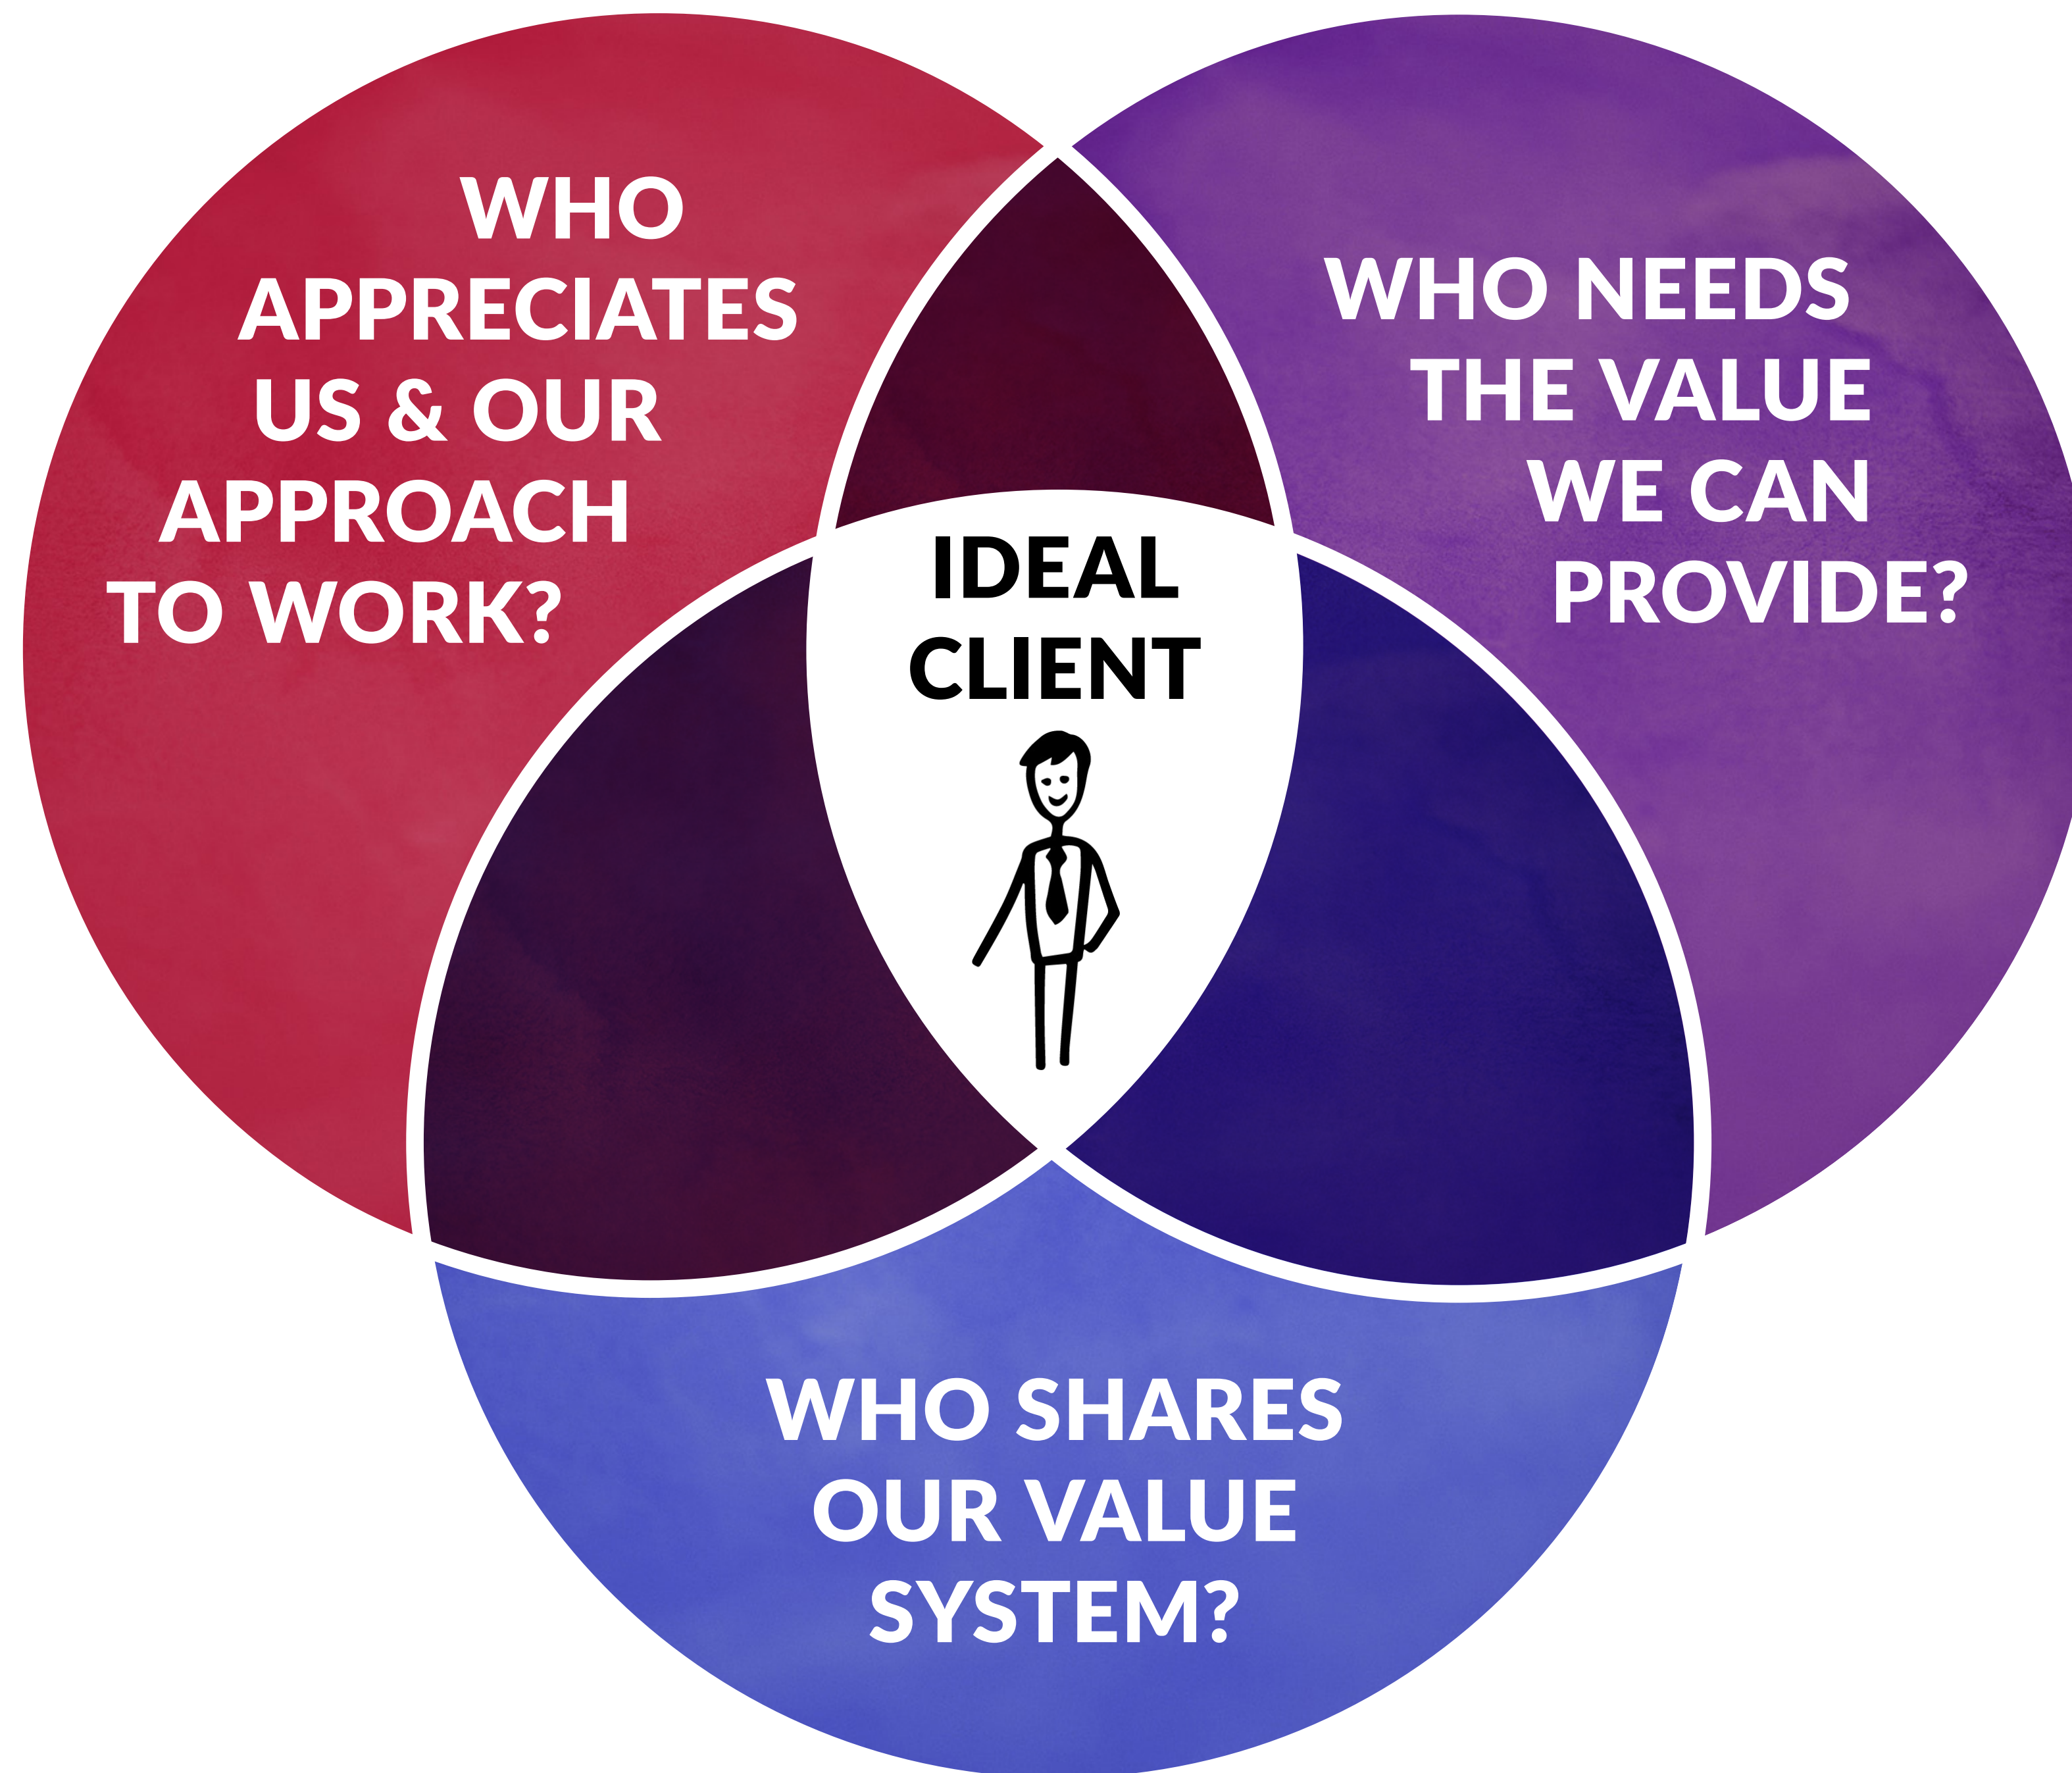 WHO
APPRECIATES
US & OUR
APPROACH
TO WORK?
WHO NEEDS
THE VALUE
WE CAN
PROVIDE?
IDEAL
CLIENT
WHO SHARES
OUR VALUE
SYSTEM?